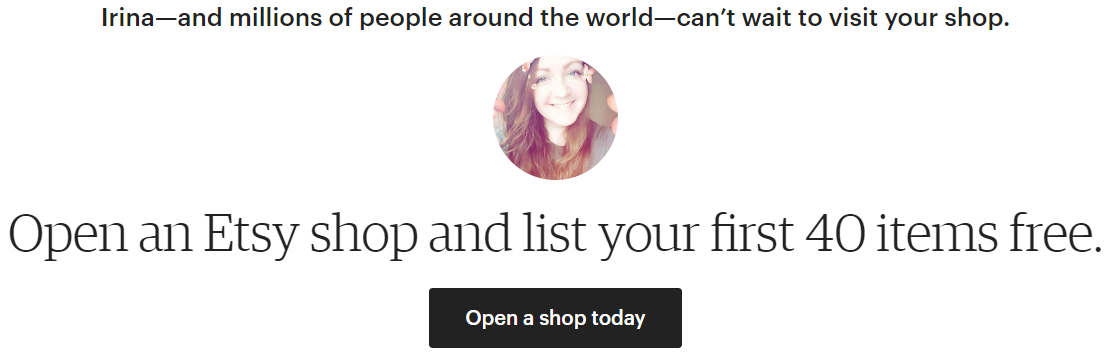 Irina—and millions of people around the world—can’t wait to visit your shop.
Open an Etsy shop and list your first 40 items free.
Open a shop today